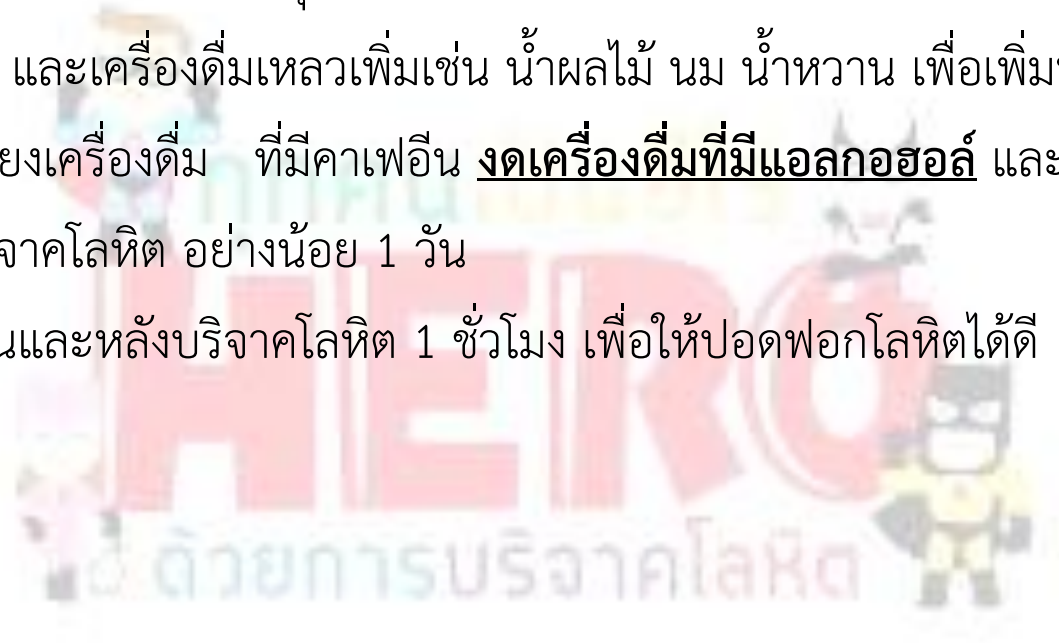 และเครื่องดื่มเหลวเพิ่มเช่น น้ำผลไม้ นม น้ำหวาน เพื่อเพิ่ม
ยงเครื่องดื่ม ที่มีคาเฟอีน งดเครื่องดื่มที่มีแอลกอฮอล์ และ
จาคโลหิต อย่างน้อย 1 วัน
นและหลังบริจาคโลหิต 1 ชั่วโมง เพื่อให้ปอดฟอกโลหิตได้ดี
HERO
ด้วยการบริจาคโลหิต